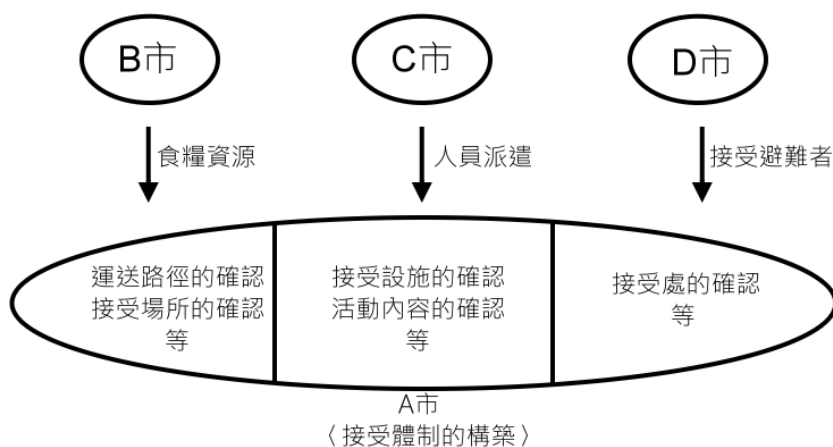 B市
C市
D市
食糧資源
人員派遣
接受避難者
運送路徑的確認
接受場所的確認
等
接受設施的確認
活動內容的確認
等
接受處的確認
等
A市
〈接受體制的構築〉